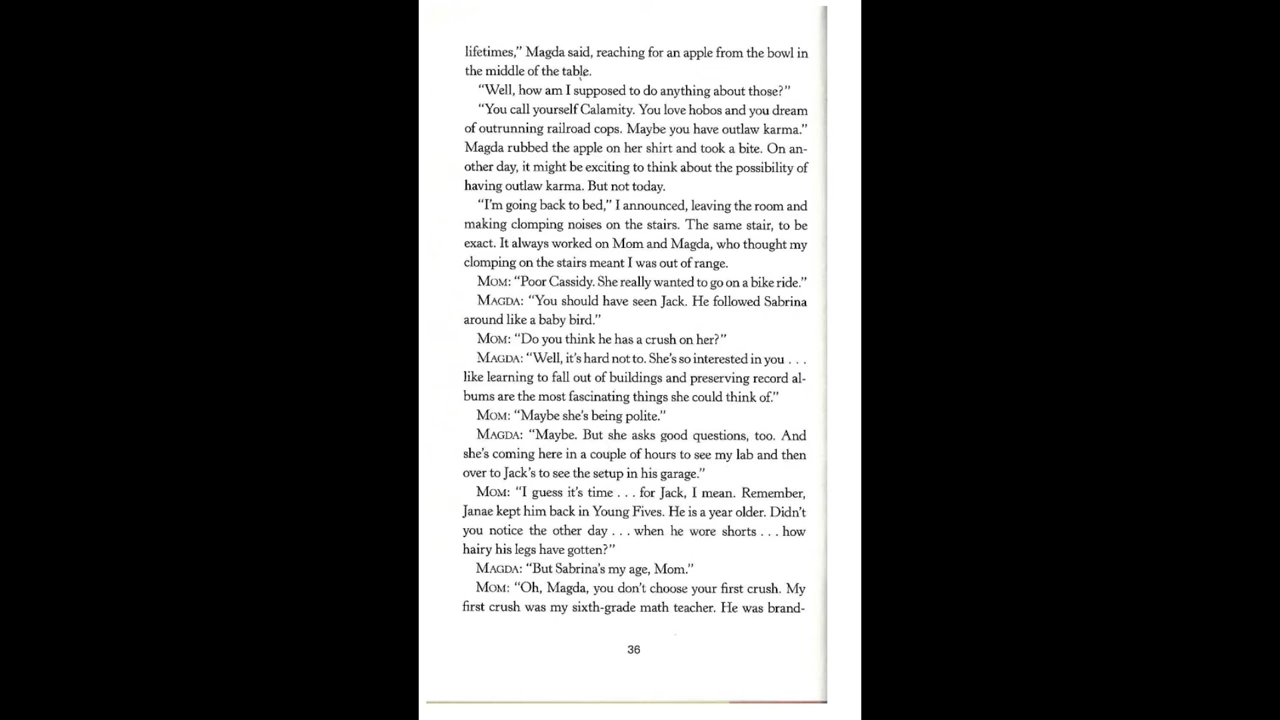 lifetimes,” Magda said, reaching for an apple from the bowl in
the middle of the table.
“Well, how am I supposed to do anything about those?”
“You call yourself Calamity. You love hobos and you dream
of outrunning railroad cops. Maybe you have outlaw karma.”
Magda rubbed the apple on her shirt and took a bite. On an-
other day, it might be exciting to think about the possibility of
having outlaw karma. But not today.
“I’m going back to bed,” I announced, leaving the room and
making clomping noises on the stairs. The same stair, to be
exact. It always worked on Mom and Magda, who thought my
clomping on the stairs meant I was out of range.
MOM: “Poor Cassidy. She really wanted to go on a bike ride.”
MAGDA: “You should have seen Jack. He followed Sabrina
around like a baby bird.”
MOM: “Do you think he has a crush on her?”
MAGDA: “Well, it’s hard not to. She’s so interested in you . . .
like learning to fall out of buildings and preserving record al-
bums are the most fascinating things she could think of.”
MOM: “Maybe she’s being polite.”
MAGDA: “Maybe. But she asks good questions, too. And
she’s coming here in a couple of hours to see my lab and then
over to Jack’s to see the setup in his garage.”
MOM: “I guess it’s time . . . for Jack, I mean. Remember,
Janae kept him back in Young Fives. He is a year older. Didn’t
you notice the other day . . . when he wore shorts . . . how
hairy his legs have gotten?”
MAGDA: “But Sabrina’s my age, Mom.”
MOM: “Oh, Magda, you don’t choose your first crush. My
first crush was my sixth-grade math teacher. He was brand-
36